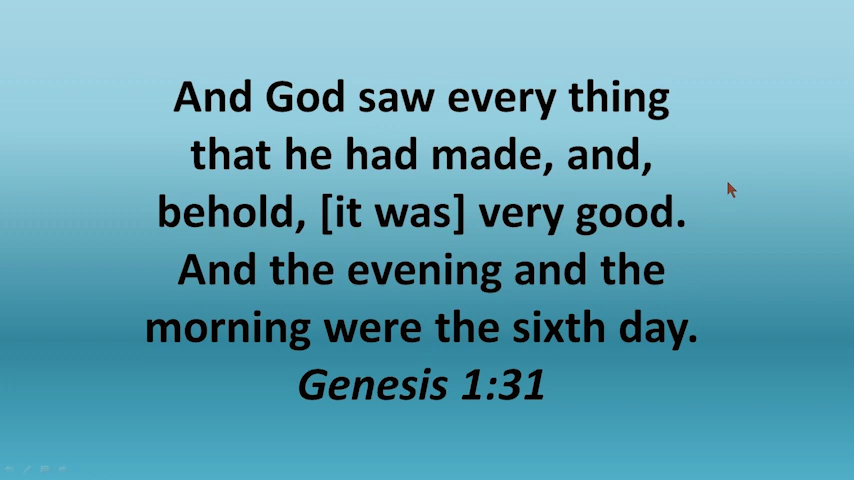 And God saw every thing
that he had made, and,
behold, [it was] very good.
And the evening and the
morning were the sixth day.
Genesis 1:31